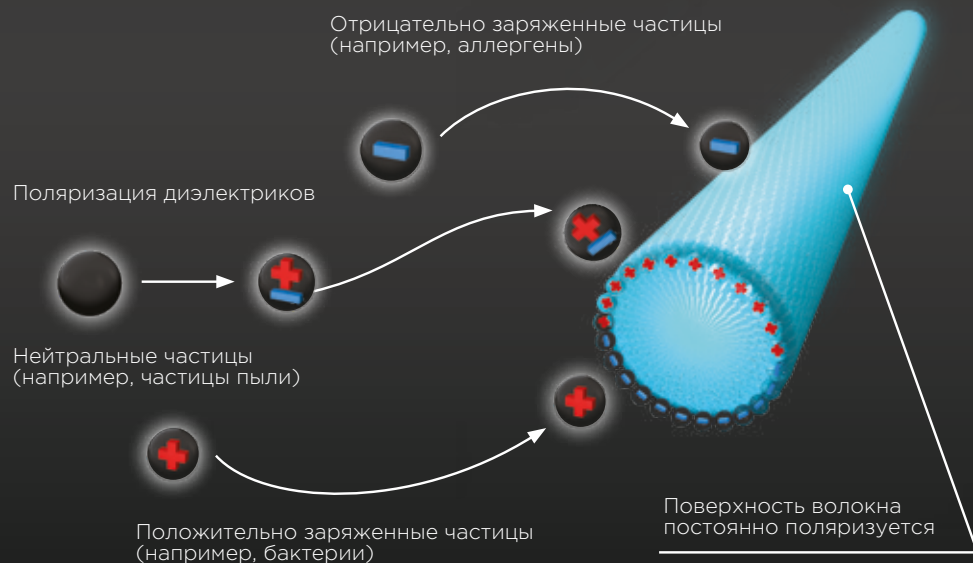 Отрицательно заряженные частицы
(например, аллергены)
Поляризация диэлектриков
Нейтральные частицы
(например, частицы пыли)
Поверхность волокна
постоянно поляризуется
Положительно заряженные частицы
(например, бактерии)